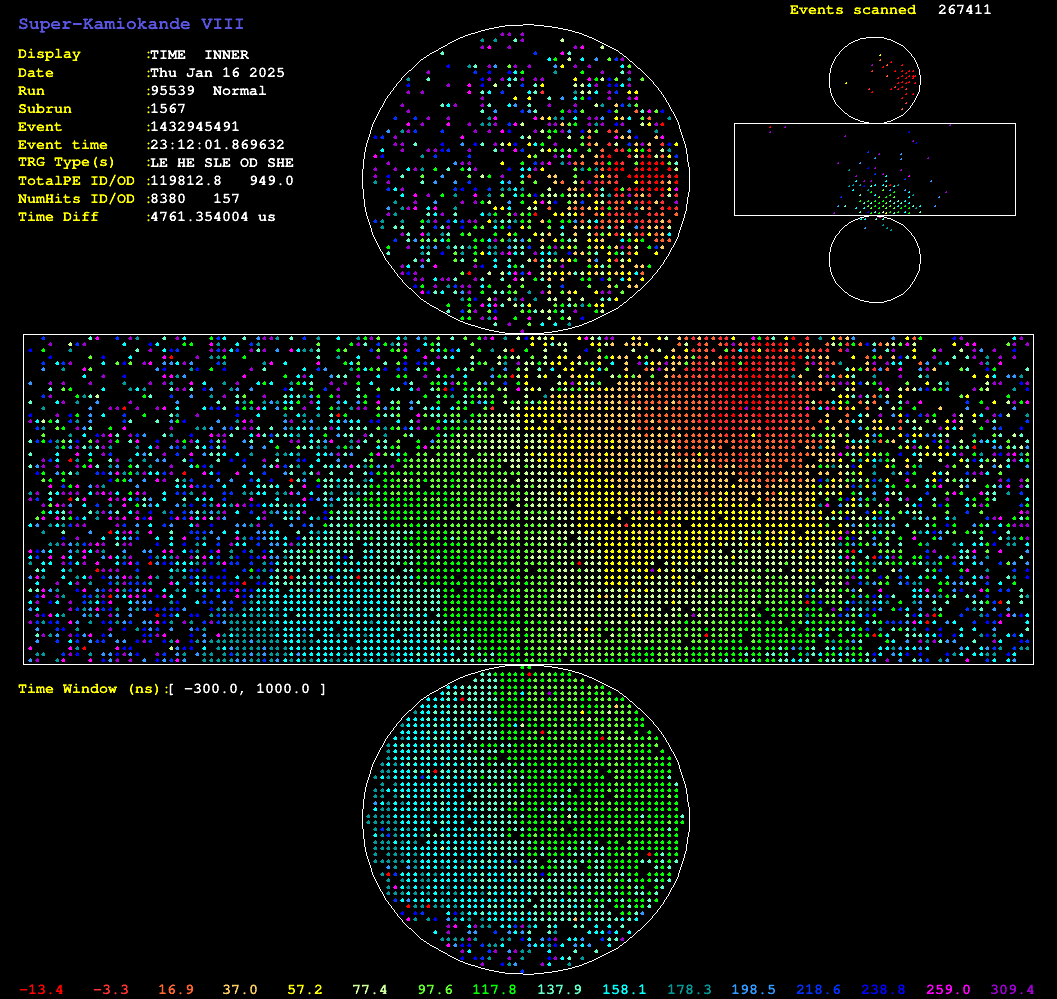 Super-Kamiokande VIII
Events scanned 267411
Display :TIME INNER
Date :Thu Jan 16 2025
Run :95539 Normal
Subrun :1567
Event :1432945491
Event time :23:12:01.869632
TRG Type(s) :LE HE SLE OD SHE
TotalPE ID/OD :119812.8 949.0
NumHits ID/OD :8380 157
Time Diff :4761.354004 us
Time Window (ns):[ -300.0, 1000.0 ]
-13.4 -3.3 16.9 37.0 57.2 77.4 97.6 117.8 137.9 158.1 178.3 198.5 218.6 238.8 259.0 309.4